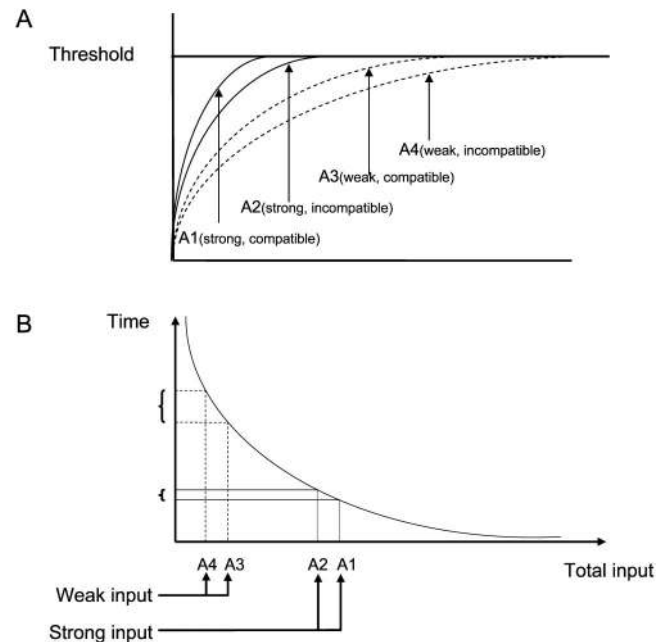 A
Threshold
A4(weak, incompatible)
A3(weak, compatible)
A2(strong, incompatible)
A1(strong, compatible)
B
Time
{
{
A4 A3 A2 A1
Total input
Weak input
Strong input